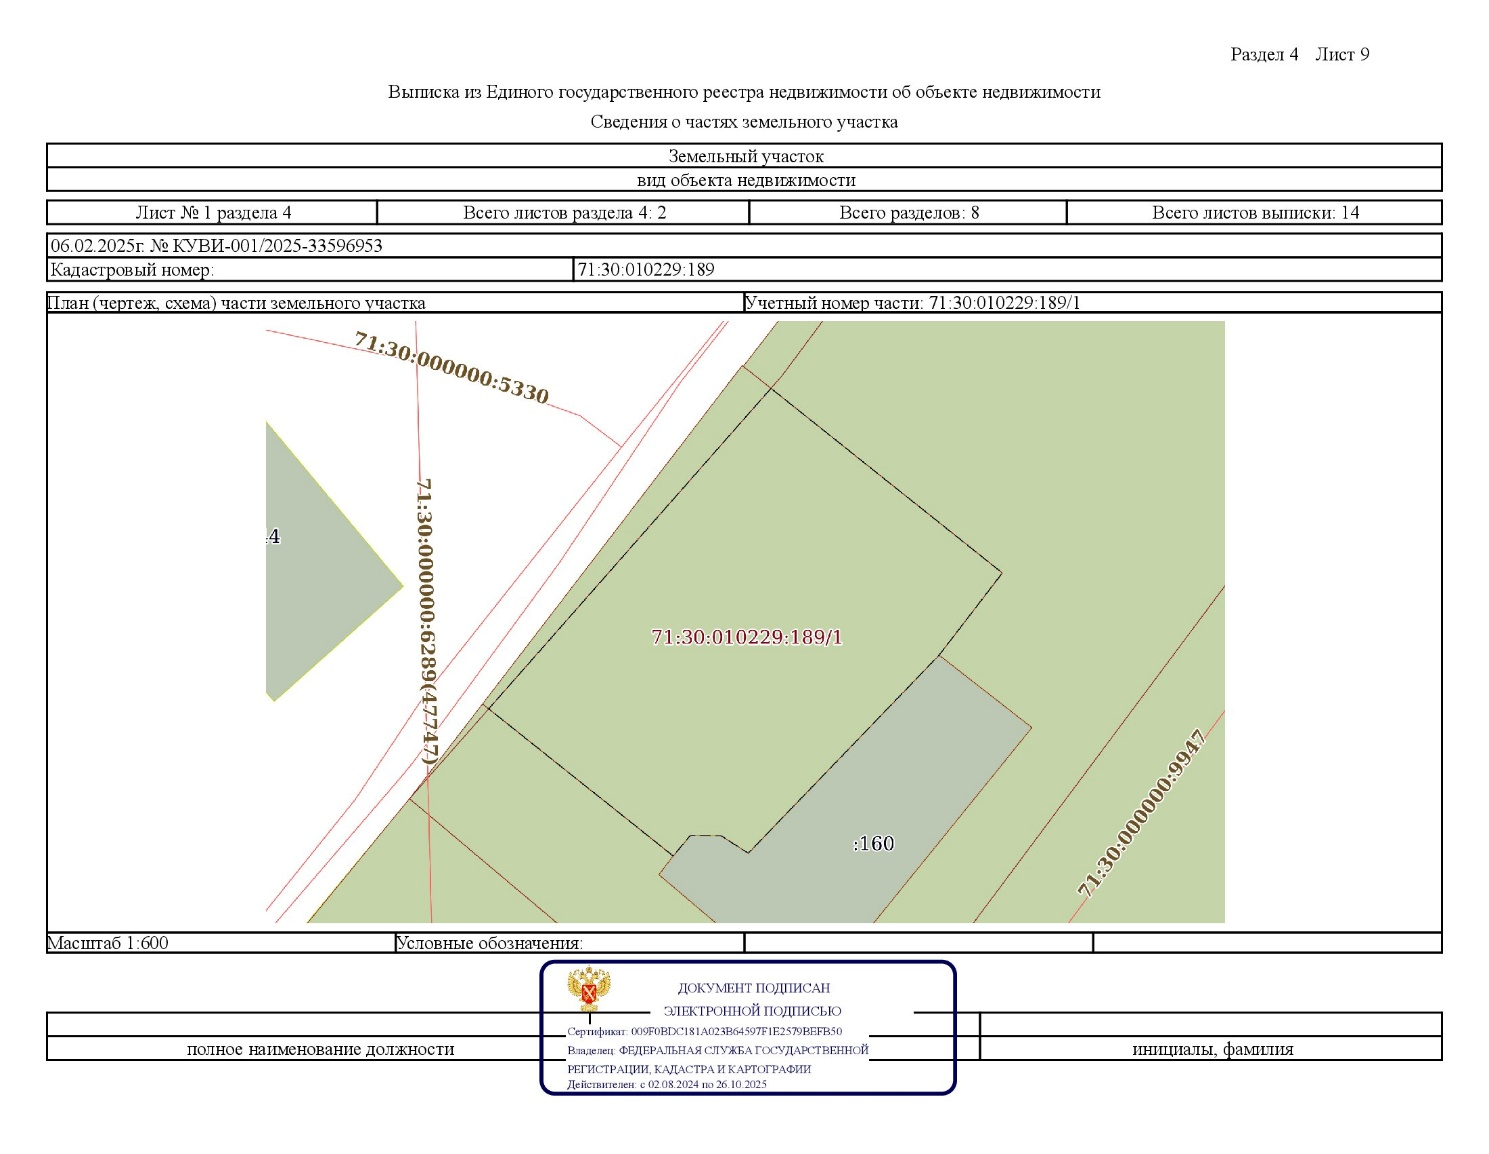 Раздел 4 Лист 9
Выписка из Единого государственного реестра недвижимости об объекте недвижимости
Сведения о частях земельного участка
Земельный участок
вид объекта недвижимости
Лист № 1 раздела 4 Всего листов раздела 4: 2 Всего разделов: 8 Всего листов выписки: 14
06.02.2025г. № КУВИ-001/2025-33596953
Кадастровый номер: 71:30:010229:189
План (чертеж, схема) части земельного участка Учетный номер части: 71:30:010229:189/1
71:30:000000:5330
71:30:000000:6289(47747)
4
71:30:010229:189/1
:160
71:30:000000:9947
Масштаб 1:600 Условные обозначения:
ДОКУМЕНТ ПОДПИСАН
ЭЛЕКТРОННОЙ ПОДПИСЬЮ
Сертификат: 009F0BDC181A023B64597F1E2579BEFB50
Владелец: ФЕДЕРАЛЬНАЯ СЛУЖБА ГОСУДАРСТВЕННОЙ
РЕГИСТРАЦИИ, КАДАСТРА И КАРТОГРАФИИ
Действителен: с 02.08.2024 по 26.10.2025
полное наименование должности инициалы, фамилия